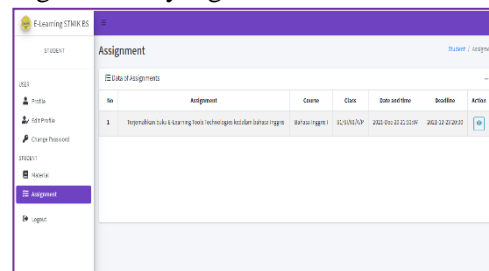 E-Learning STMIK BS
STUDENT
Assignment
Student / Assignm
Data of Assignments
USER
Profile
Edit Profile
Change Password
STUDENT
Material
Assignment
Logout
No Assignment Course Class Date and time Deadline Action
1 Terjemahkan buku E-Learning Tools Technologies kedalam bahasa Inggris Bahasa Inggris I